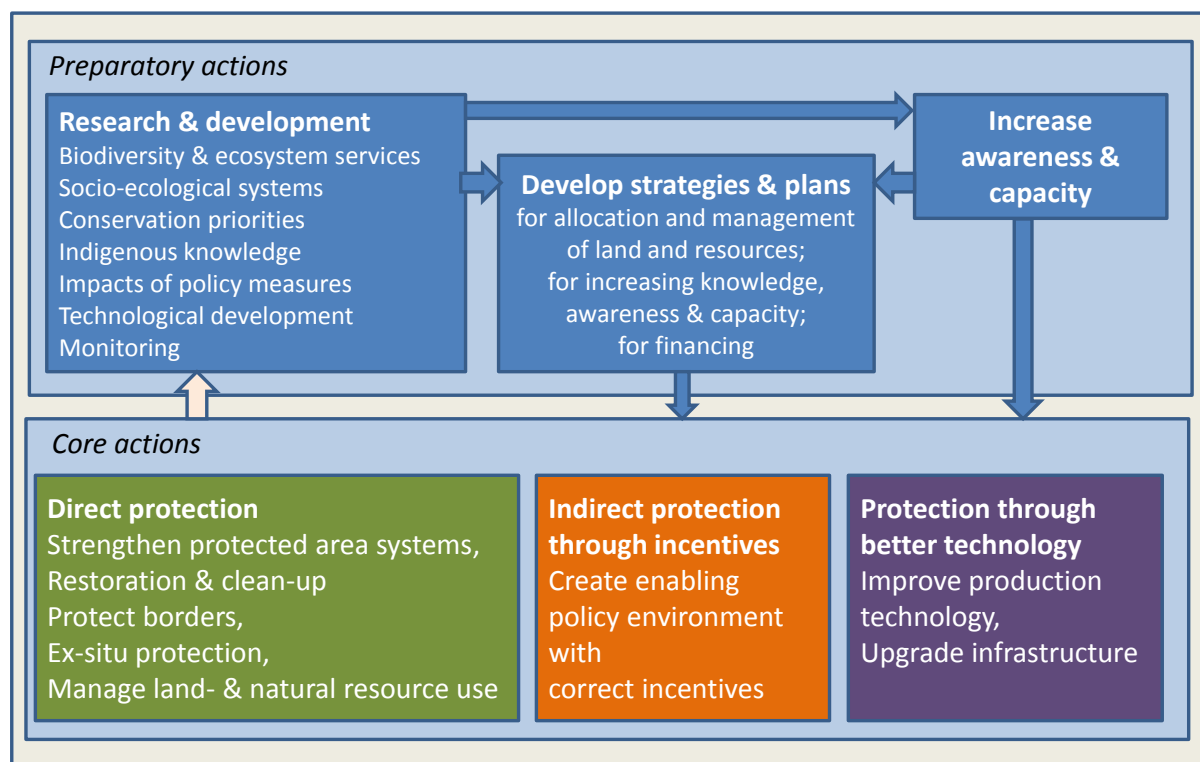 Preparatory actions
Research & development
Biodiversity & ecosystem services
Socio-ecological systems
Conservation priorities
Indigenous knowledge
Impacts of policy measures
Technological development
Monitoring
Develop strategies & plans
for allocation and management
of land and resources;
for increasing knowledge,
awareness & capacity;
for financing
Increase
awareness &
capacity
Core actions
Direct protection
Strengthen protected area systems,
Restoration & clean-up
Protect borders,
Ex-situ protection,
Manage land- & natural resource use
Indirect protection
through incentives
Create enabling
policy environment
with
correct incentives
Protection through
better technology
Improve production
technology,
Upgrade infrastructure